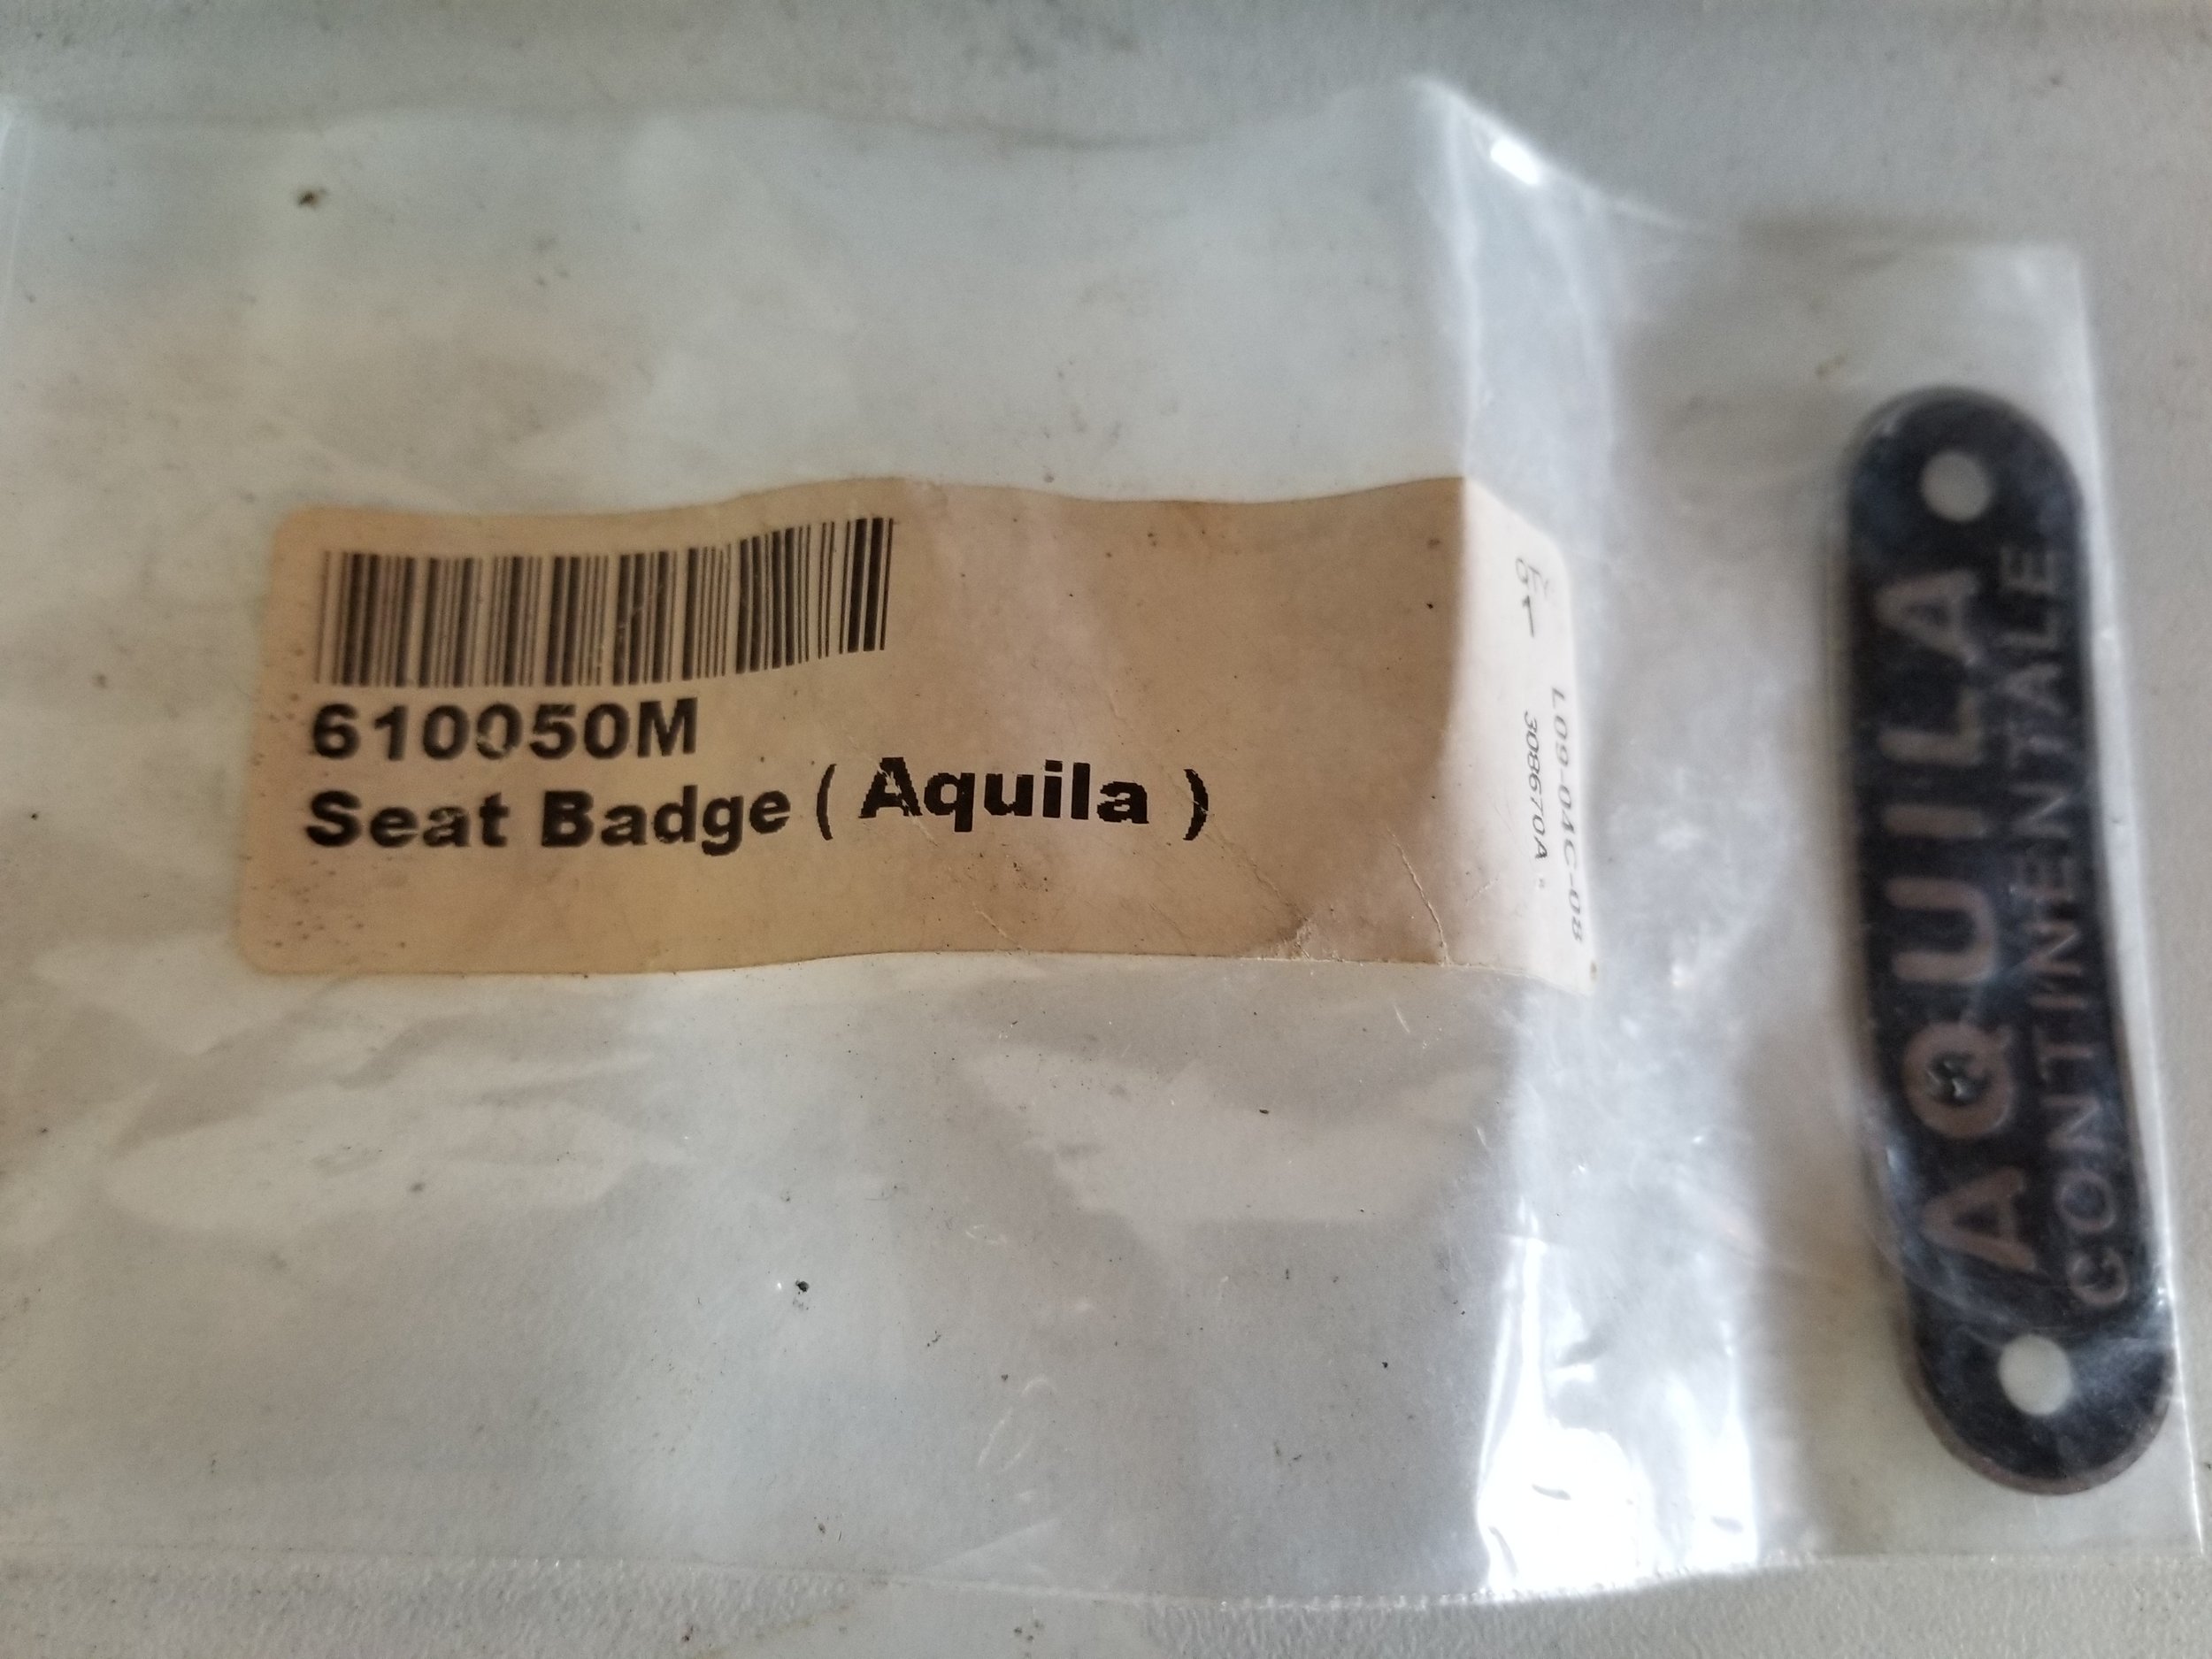 610050M
Seat Badge ( Aquila )
L09-04C-08
308670A
AQUILA
CONTINENTALE